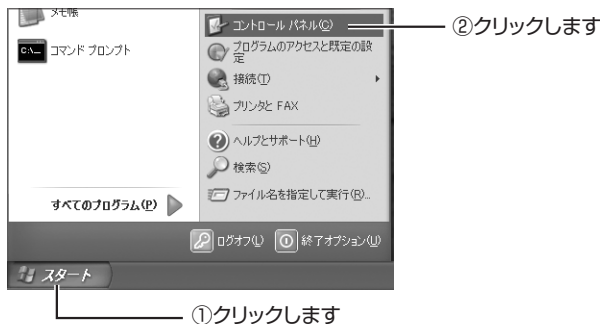 メモ帳
コマンド プロンプト
すべてのプログラム(P)
コントロール パネル(C)
プログラムのアクセスと既定の設
定
接続(T)
プリンタと FAX
ヘルプとサポート(H)
検索(S)
ファイル名を指定して実行(R)...
ログオフ(L)
終了オプション(U)
スタート
②クリックします
①クリックします